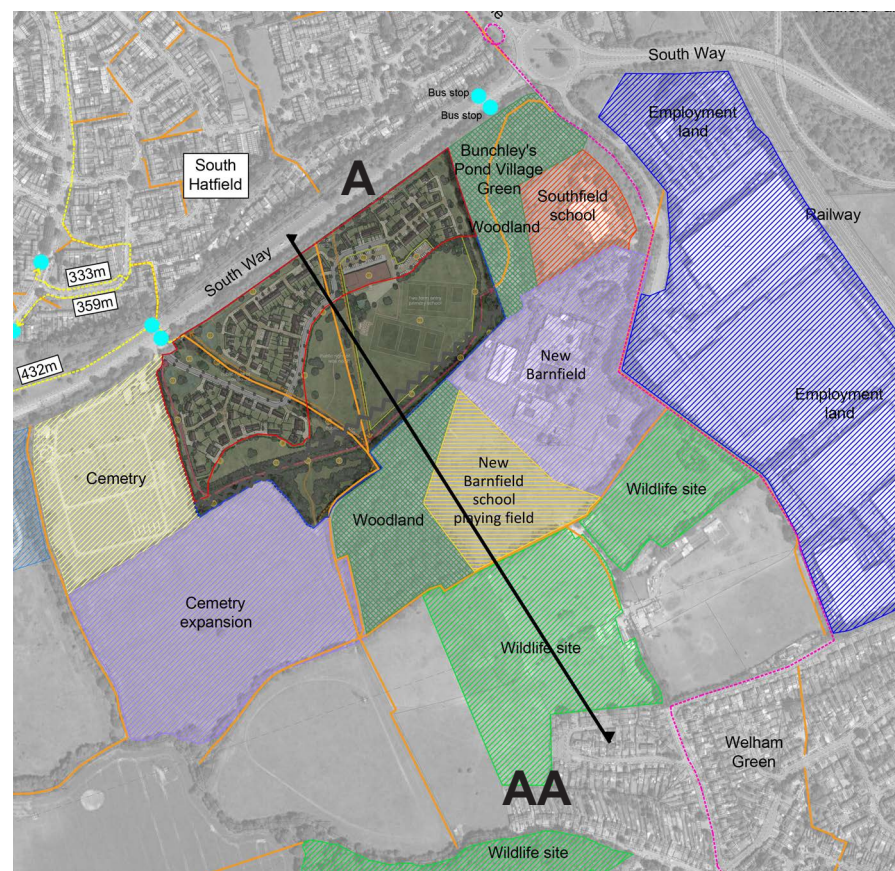 South Way
Bus stop
Bus stop
Employment
land
Bunchley's
Pond Village
Green
South
Hatfield
A
Southfield
school
Woodland
Railway
South Way
333m
359m
432m
New
Barnfield
Employment
land
Cemetry
New
Barnfield
school
playing field
Wildlife site
Woodland
Cemetry
expansion
Wildlife site
Welham
Green
AA
Wildlife site